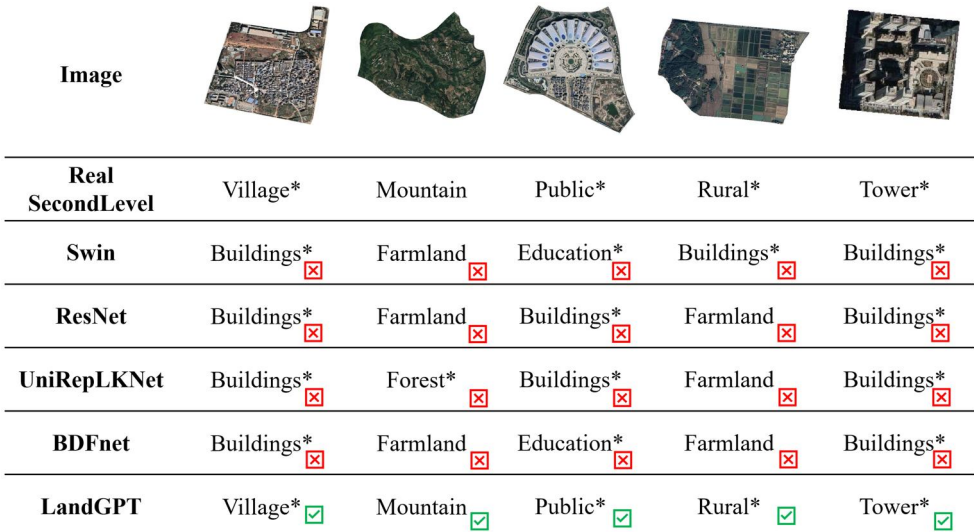 Image
Real SecondLevel Village* Mountain Public* Rural* Tower*
Swin Buildings* Farmland Education* Buildings* Buildings*
ResNet Buildings* Farmland Buildings* Farmland Buildings*
UniRepLKNet Buildings* Forest* Buildings* Farmland Buildings*
BDFnet Buildings* Farmland Education* Farmland Buildings*
LandGPT Village* Mountain Public* Rural* Tower*